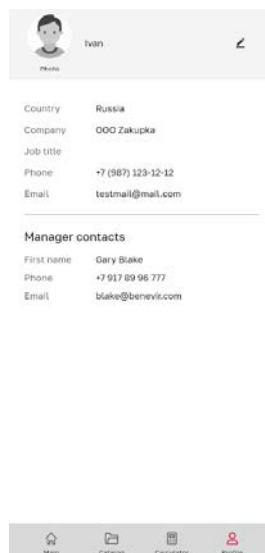 Ivan
Photo
Country Russia
Company OOO Zakupka
Job title
Phone +7 (987) 123-12-12
Email testmail@mail.com
Manager contacts
First name Gary Blake
Phone +7 917 89 96 777
Email blake@benevir.com
Main Catalog Calculator Profile